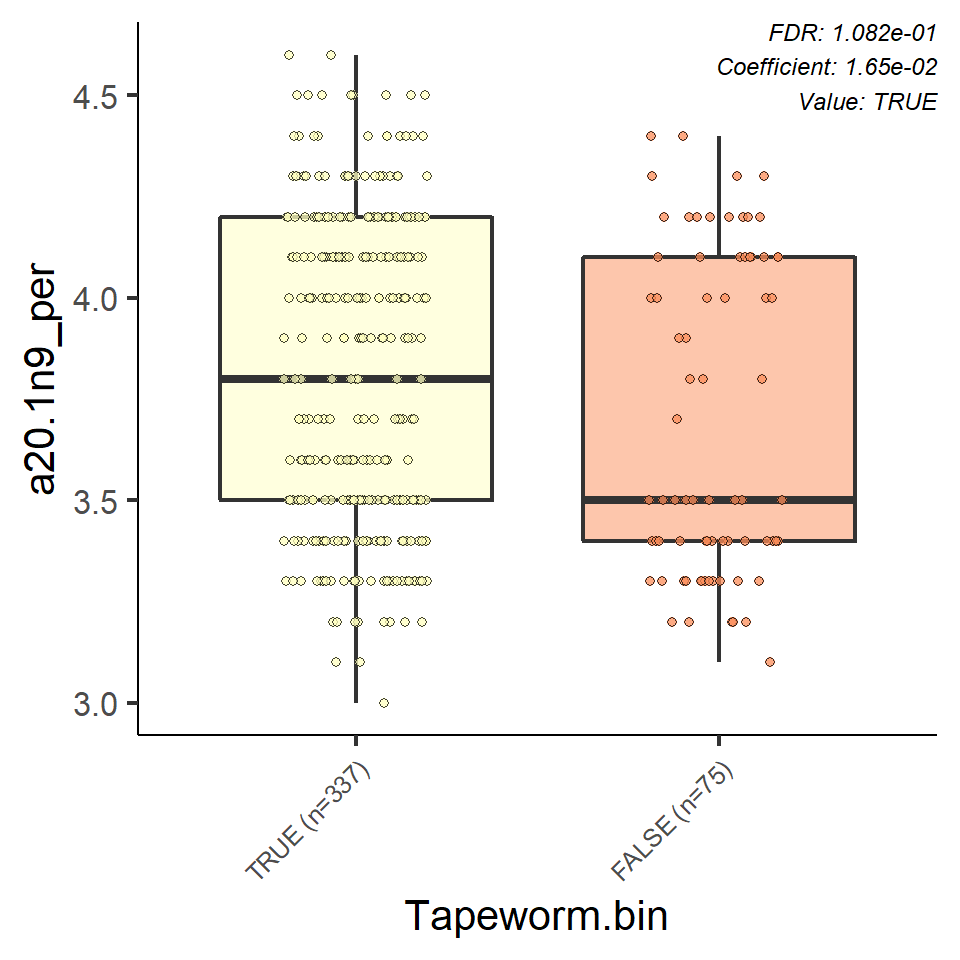 FDR: 1.082e-01
Coefficient: 1.65e-02
Value: TRUE
a20.1n9_per
4.5
4.0
3.5
3.0
TRUE (n=337)
FALSE (n=75)
Tapeworm.bin